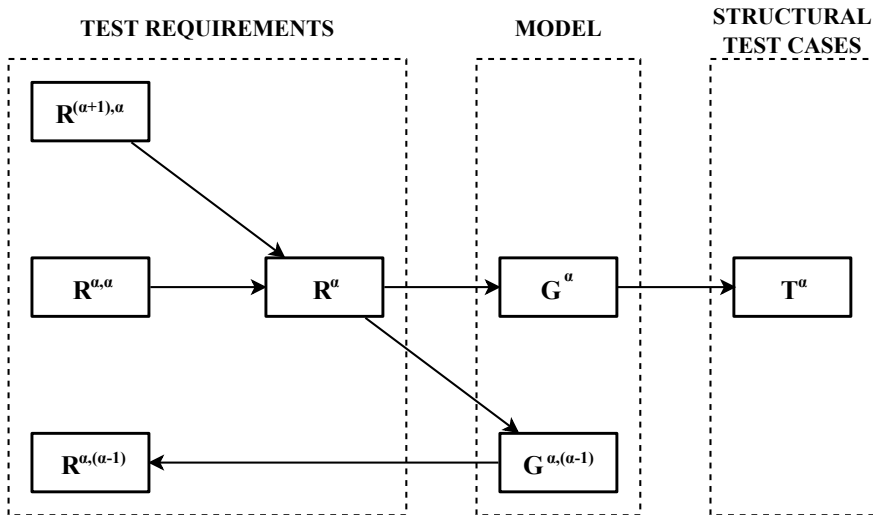 TEST REQUIREMENTS
MODEL
STRUCTURAL
TEST CASES
R^(α+1),α
R^α,α
R^α
G^α
T^α
R^α,(α-1)
G^α,(α-1)